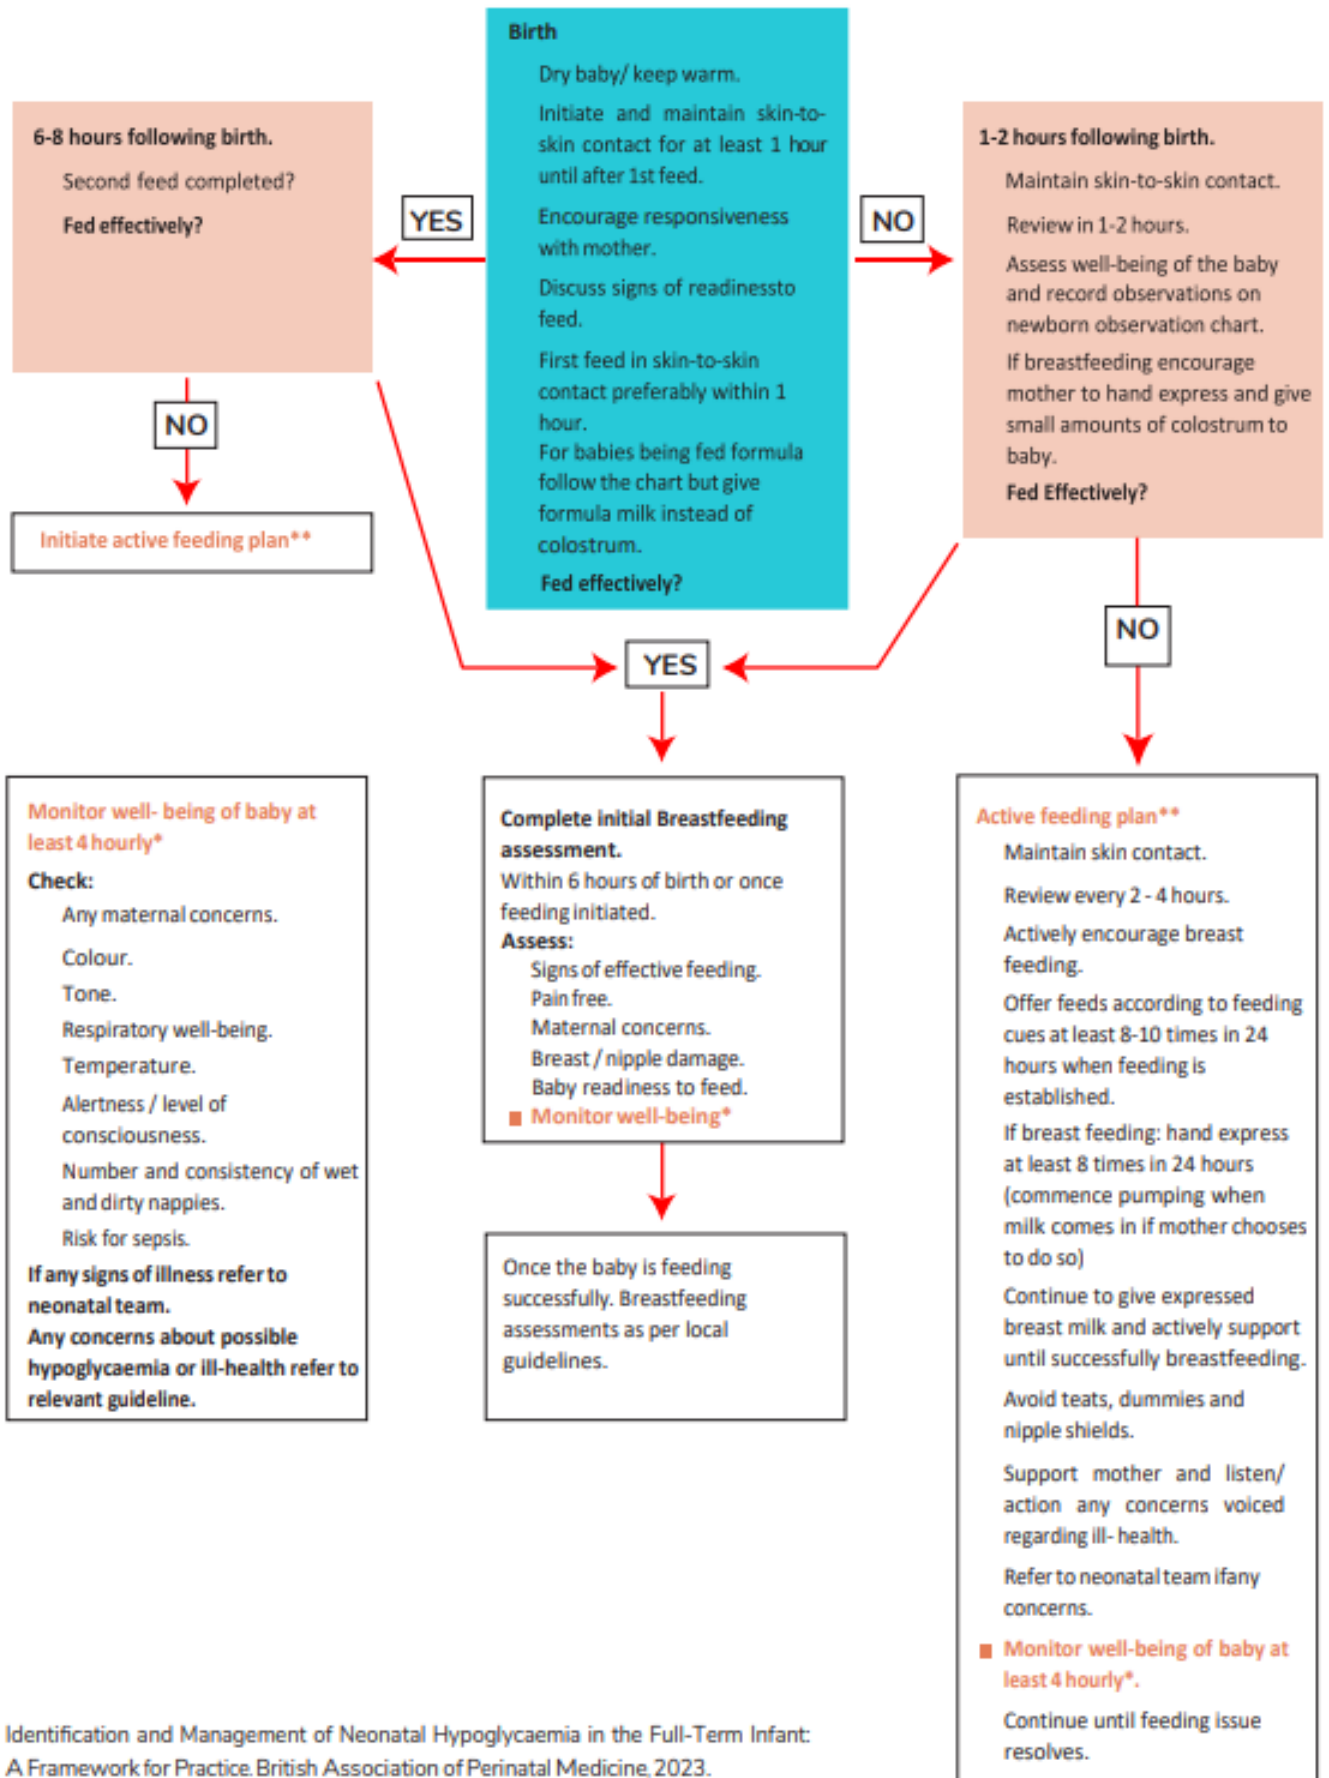 Birth
Dry baby/ keep warm.
Initiate and maintain skin-to-
skin contact for at least 1 hour
until after 1st feed.
Encourage responsiveness
with mother.
Discuss signs of readinessto
feed.
First feed in skin-to-skin
contact preferably within 1
hour.
For babies being fed formula
follow the chart but give
formula milk instead of
colostrum.
Fed effectively?
YES
NO
6-8 hours following birth.
Second feed completed?
Fed effectively?
NO
Initiate active feeding plan**
1-2 hours following birth.
Maintain skin-to-skin contact.
Review in 1-2 hours.
Assess well-being of the baby
and record observations on
newborn observation chart.
If breastfeeding encourage
mother to hand express and give
small amounts of colostrum to
baby.
Fed Effectively?
NO
YES
Monitor well- being of baby at
least 4 hourly*
Check:
Any maternal concerns.
Colour.
Tone.
Respiratory well-being.
Temperature.
Alertness / level of
consciousness.
Number and consistency of wet
and dirty nappies.
Risk for sepsis.
If any signs of illness refer to
neonatal team.
Any concerns about possible
hypoglycaemia or ill-health refer to
relevant guideline.
Complete initial Breastfeeding
assessment.
Within 6 hours of birth or once
feeding initiated.
Assess:
Signs of effective feeding.
Pain free.
Maternal concerns.
Breast / nipple damage.
Baby readiness to feed.
Monitor well-being*
Once the baby is feeding
successfully. Breastfeeding
assessments as per local
guidelines.
Active feeding plan**
Maintain skin contact.
Review every 2 - 4 hours.
Actively encourage breast
feeding.
Offer feeds according to feeding
cues at least 8-10 times in 24
hours when feeding is
established.
If breast feeding: hand express
at least 8 times in 24 hours
(commence pumping when
milk comes in if mother chooses
to do so)
Continue to give expressed
breast milk and actively support
until successfully breastfeeding.
Avoid teats, dummies and
nipple shields.
Support mother and listen/
action any concerns voiced
regarding ill- health.
Refer to neonatal team ifany
concerns.
Monitor well-being of baby at
least 4 hourly*.
Continue until feeding issue
resolves.
Identification and Management of Neonatal Hypoglycaemia in the Full-Term Infant:
A Framework for Practice. British Association of Perinatal Medicine, 2023.